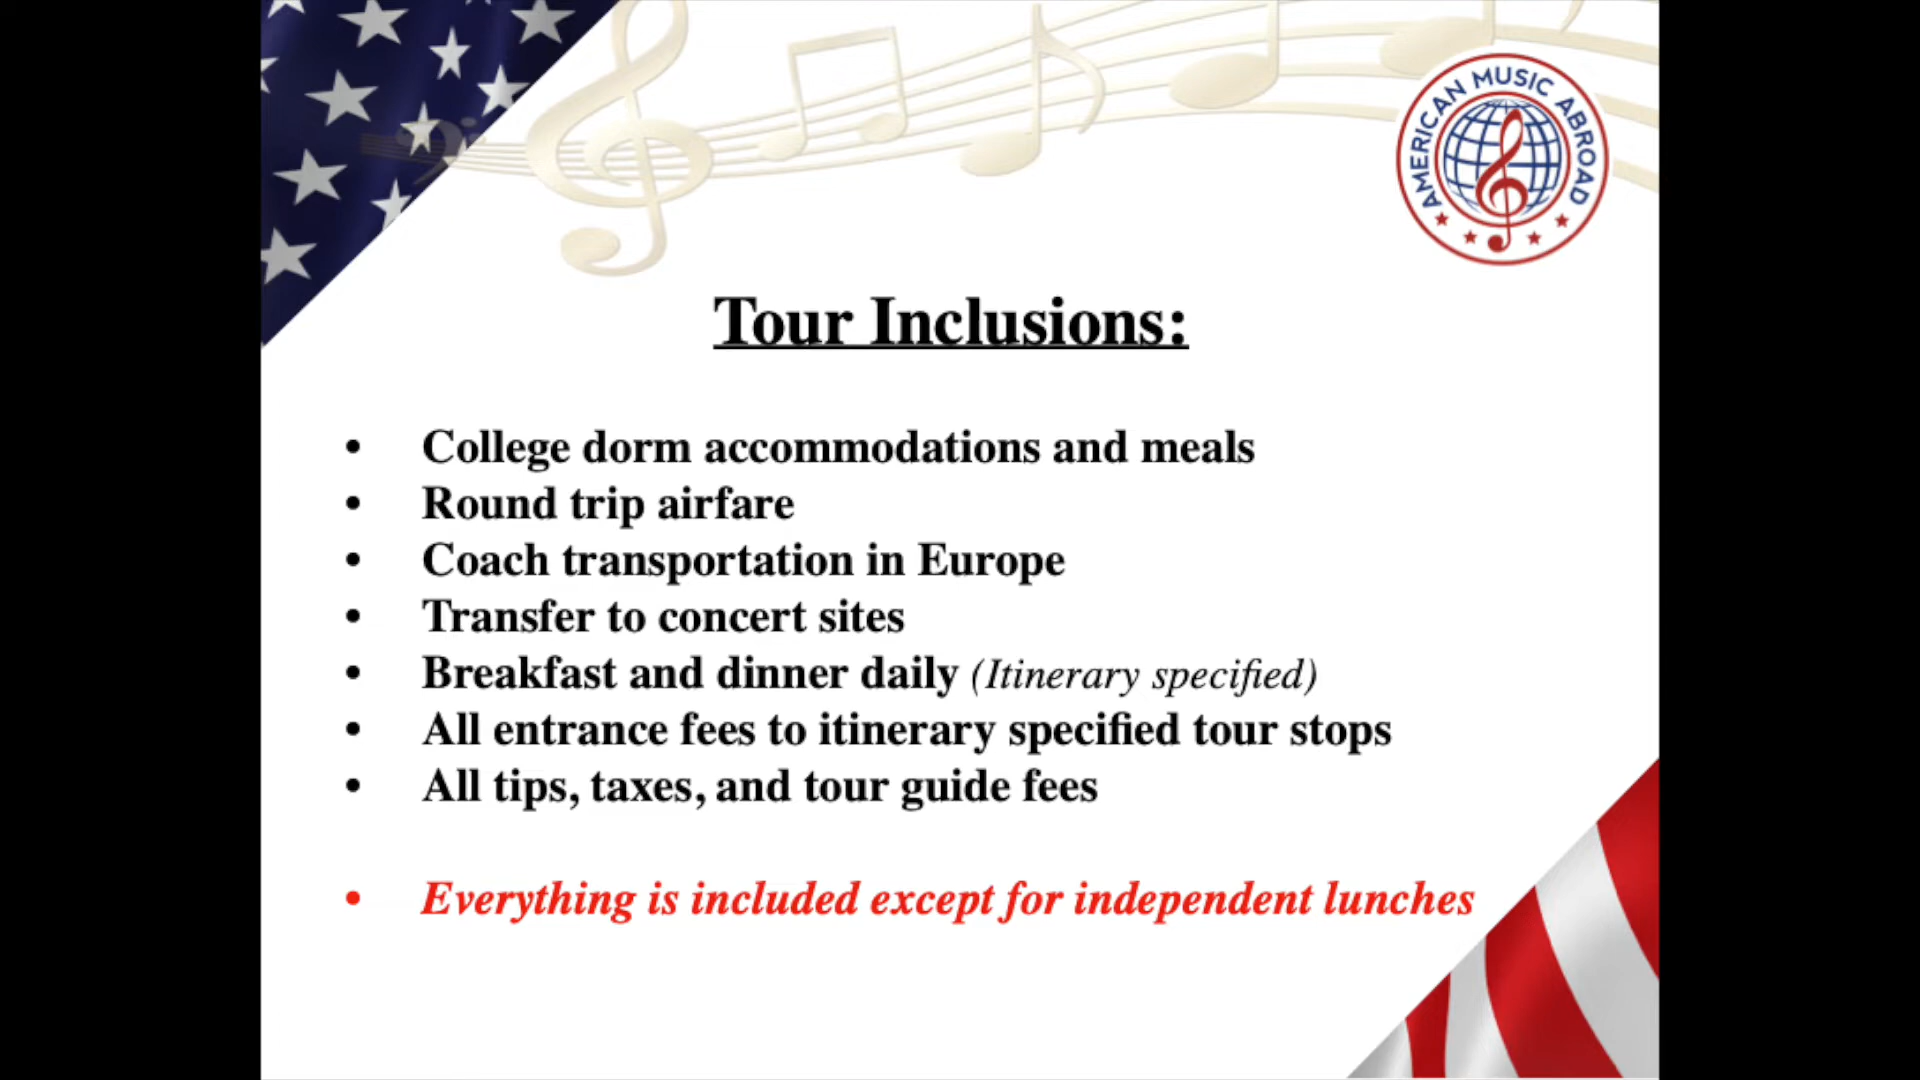 AMERICAN MUSIC ABROAD
Tour Inclusions:
• College dorm accommodations and meals
• Round trip airfare
• Coach transportation in Europe
• Transfer to concert sites
• Breakfast and dinner daily (Itinerary specified)
• All entrance fees to itinerary specified tour stops
• All tips, taxes, and tour guide fees
• Everything is included except for independent lunches